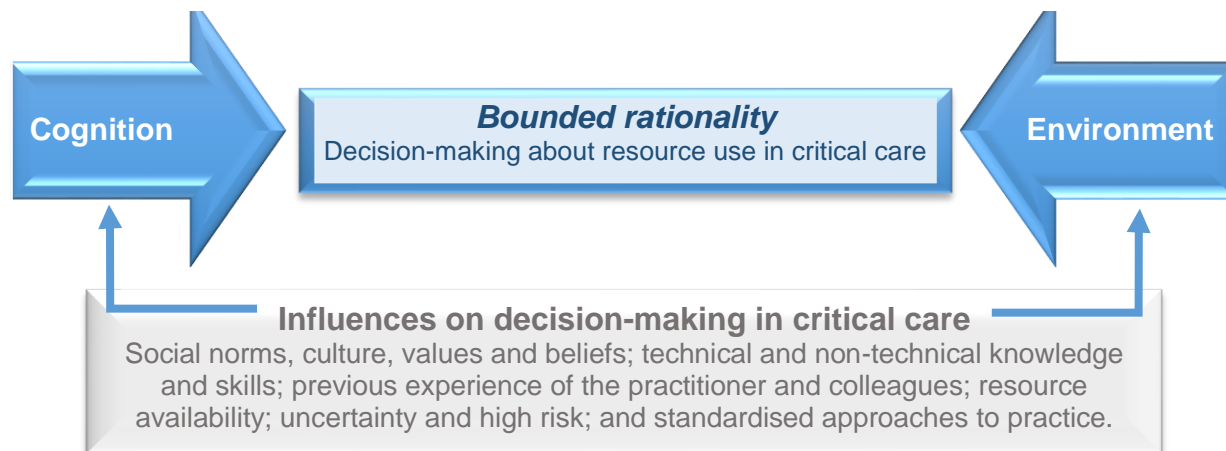 Cognition
Bounded rationality
Decision-making about resource use in critical care
Environment
Influences on decision-making in critical care
Social norms, culture, values and beliefs; technical and non-technical knowledge
and skills; previous experience of the practitioner and colleagues; resource
availability; uncertainty and high risk; and standardised approaches to practice.